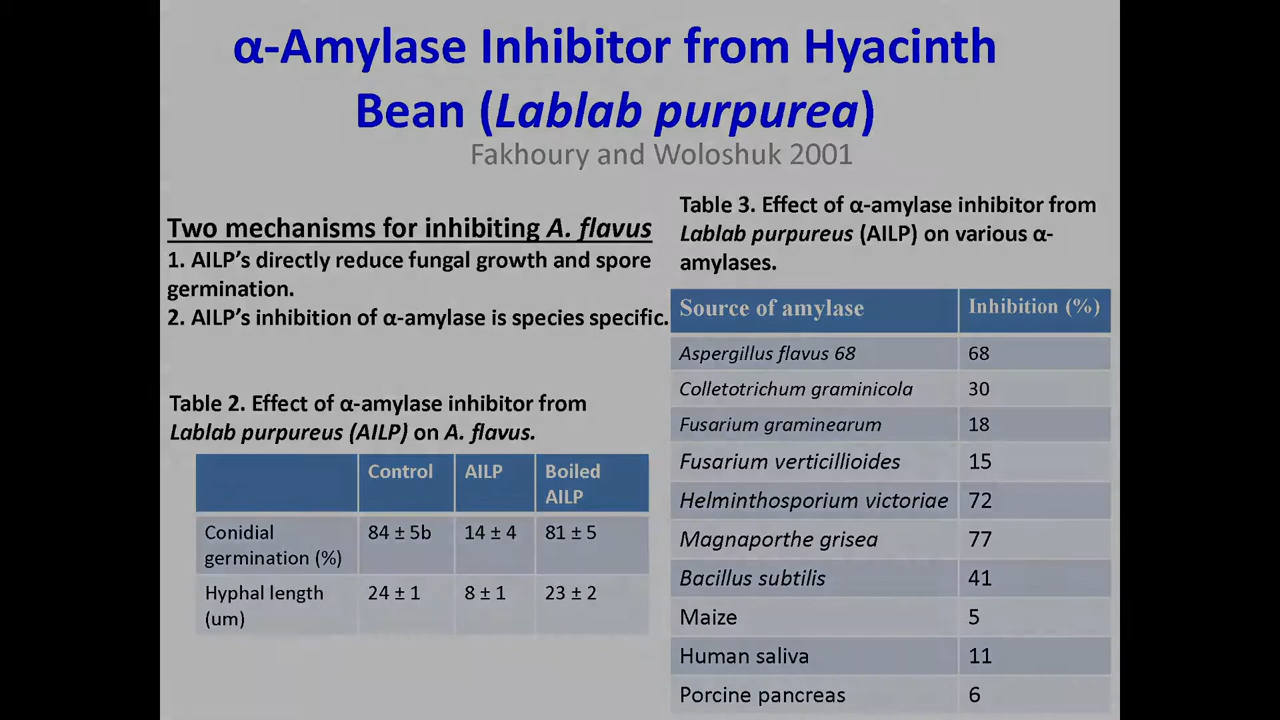 α-Amylase Inhibitor from Hyacinth
Bean (Lablab purpurea)
Fakhoury and Woloshuk 2001
Two mechanisms for inhibiting A. flavus
1. AILP's directly reduce fungal growth and spore
germination.
2. AILP's inhibition of α-amylase is species specific.
Table 2. Effect of α-amylase inhibitor from
Lablab purpureus (AILP) on A. flavus.
Control AILP Boiled
AILP
Conidial 84 ± 5b 14 ± 4 81 ± 5
germination (%)
Hyphal length 24 ± 1 8 ± 1 23 ± 2
(um)
Table 3. Effect of α-amylase inhibitor from
Lablab purpureus (AILP) on various α-
amylases.
Source of amylase Inhibition (%)
Aspergillus flavus 68 68
Colletotrichum graminicola 30
Fusarium graminearum 18
Fusarium verticillioides 15
Helminthosporium victoriae 72
Magnaporthe grisea 77
Bacillus subtilis 41
Maize 5
Human saliva 11
Porcine pancreas 6